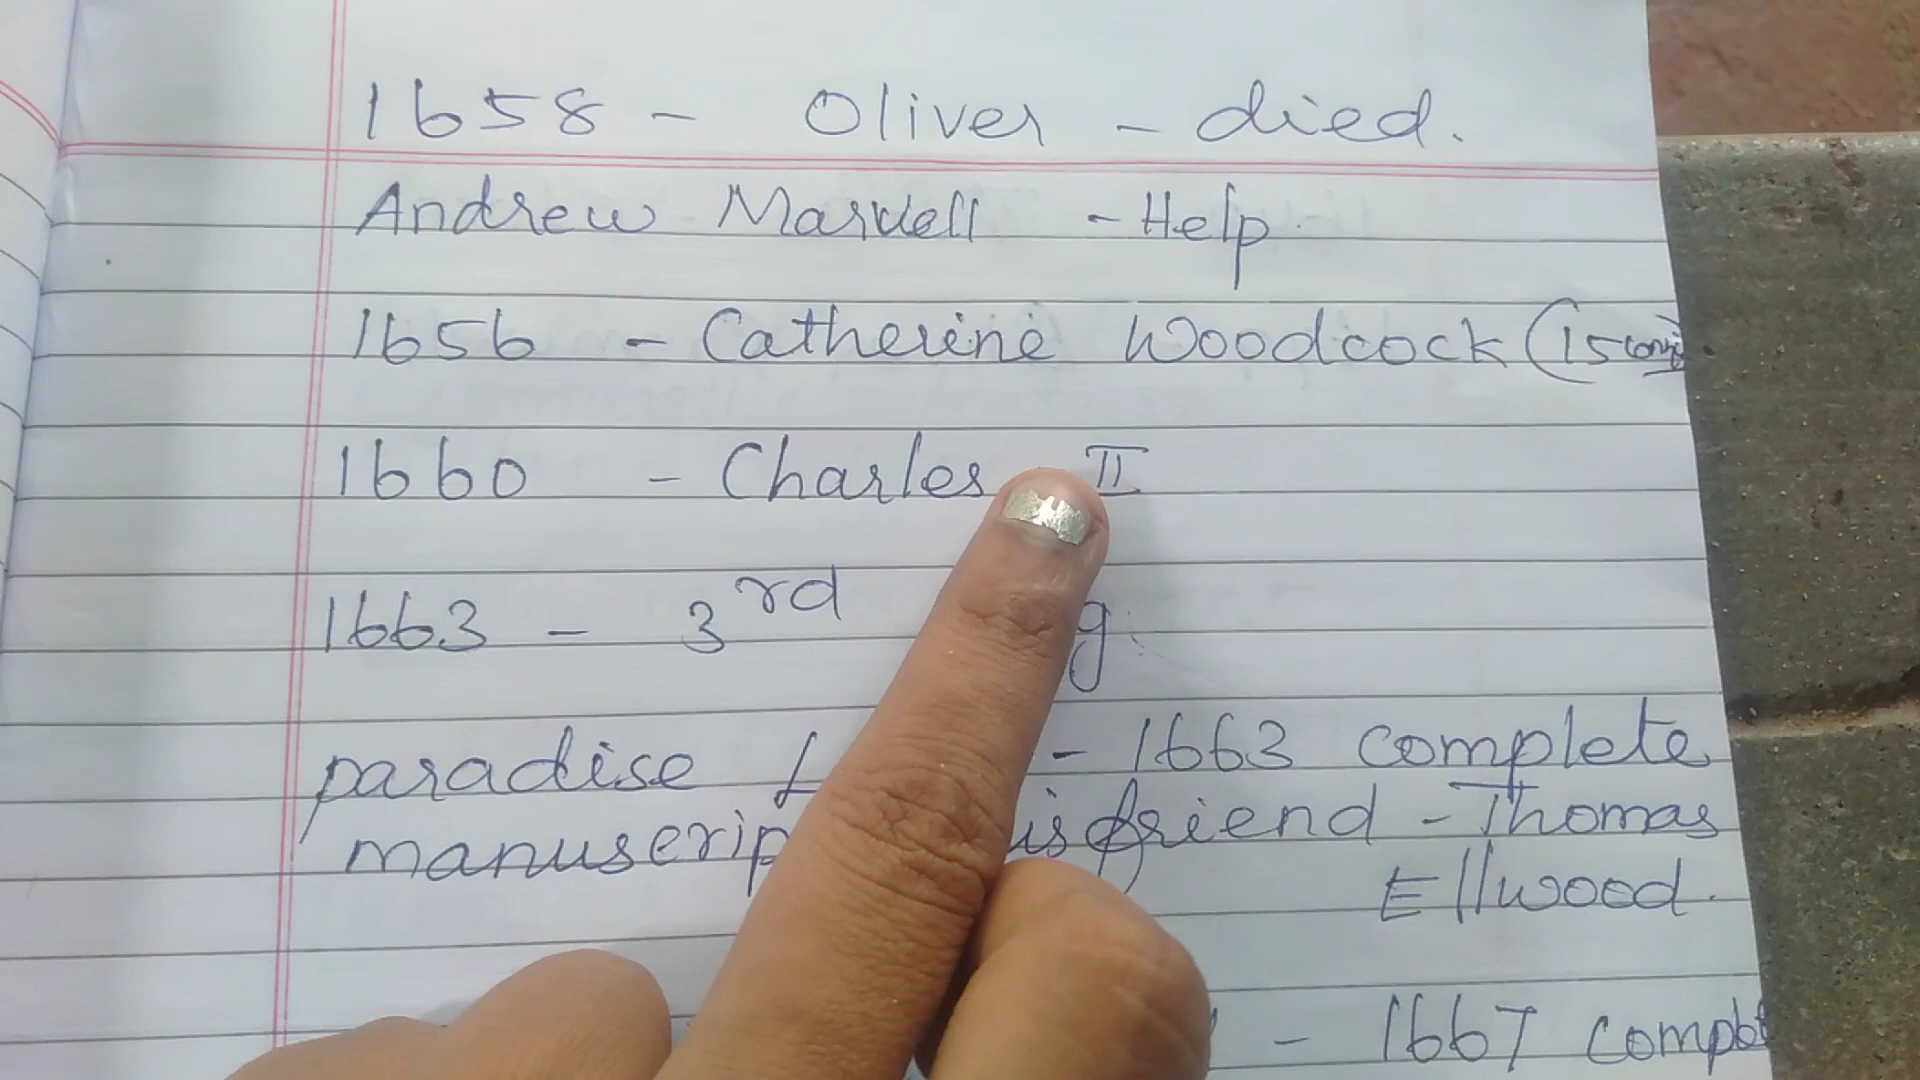 1658 - Oliver - died.
Andrew Marvell - Help
1656 - Catherine Woodcock (15
1660 - Charles II
1663 - 3rd
paradise - 1663 complete
friend - Thomas
Ellwood.
- 1667